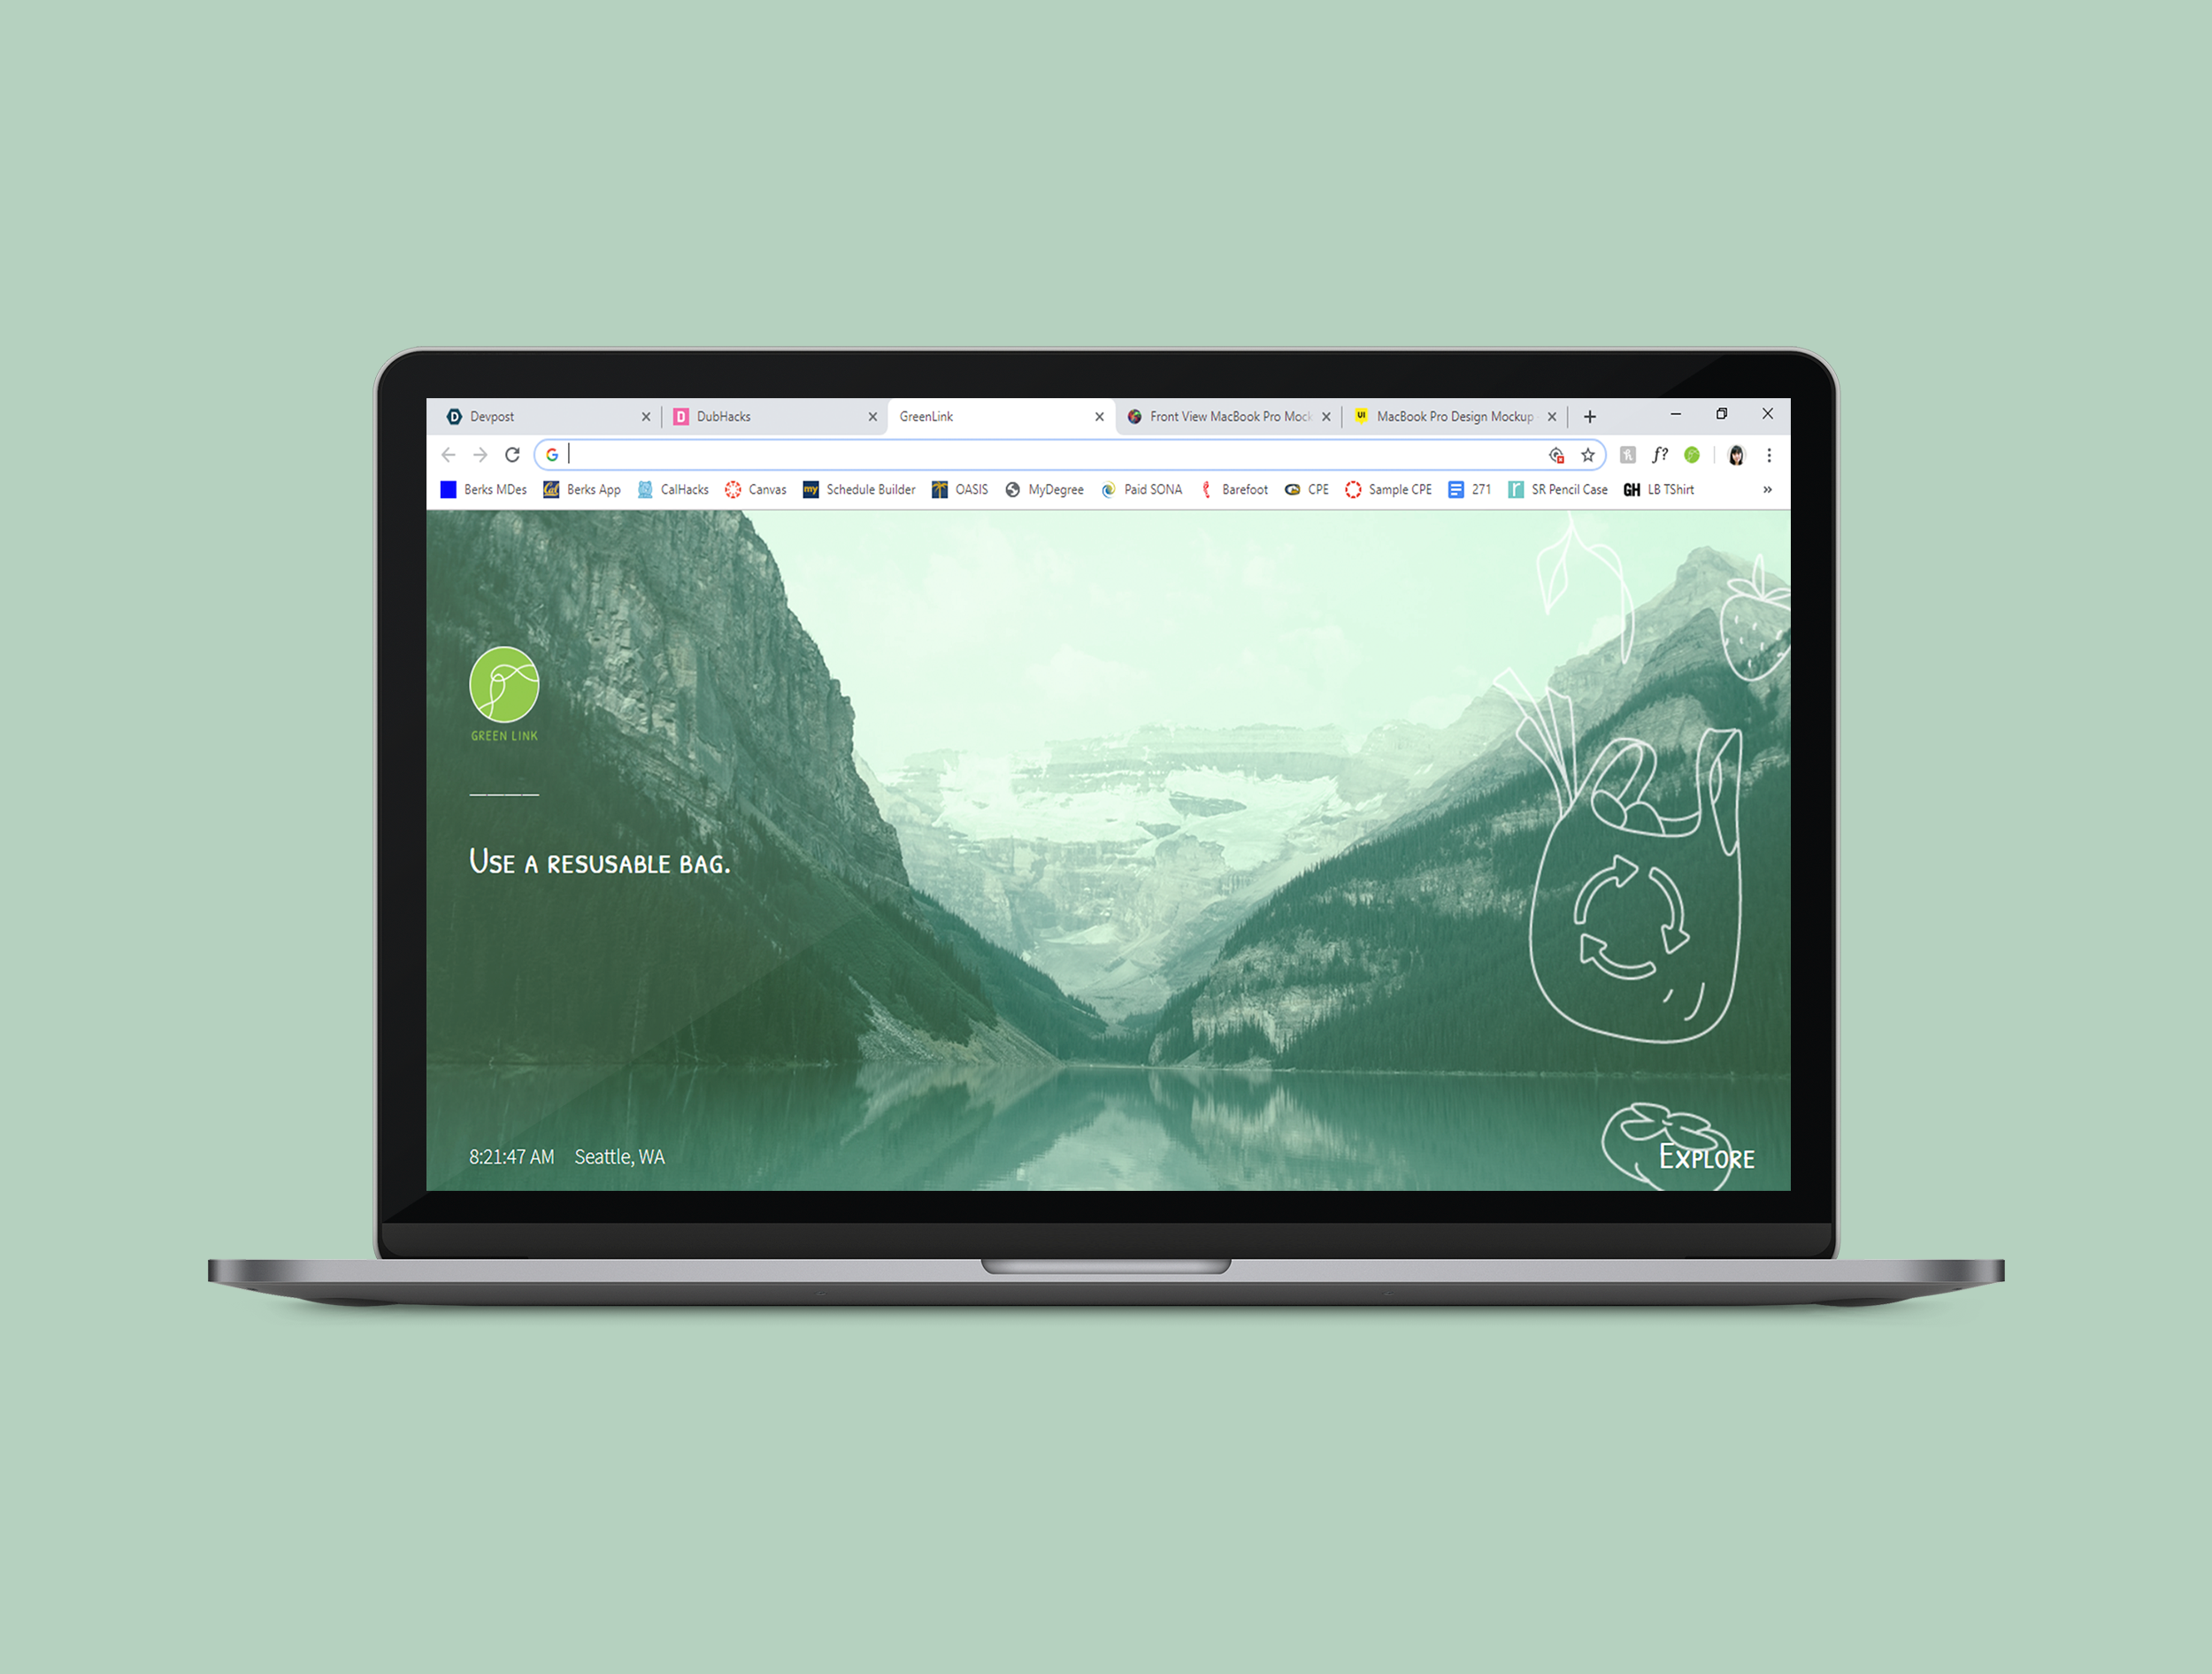 Devpost
DubHacks
GreenLink
Front View MacBook Pro Mock
MacBook Pro Design Mockup
Berks MDes
Berks App
CalHacks
Canvas
my
Schedule Builder
OASIS
MyDegree
Paid SONA
Barefoot
CPE
Sample CPE
271
SR Pencil Case
GH
LB TShirt
GREEN LINK
USE A RESUSABLE BAG.
8:21:47 AM Seattle, WA
EXPLORE